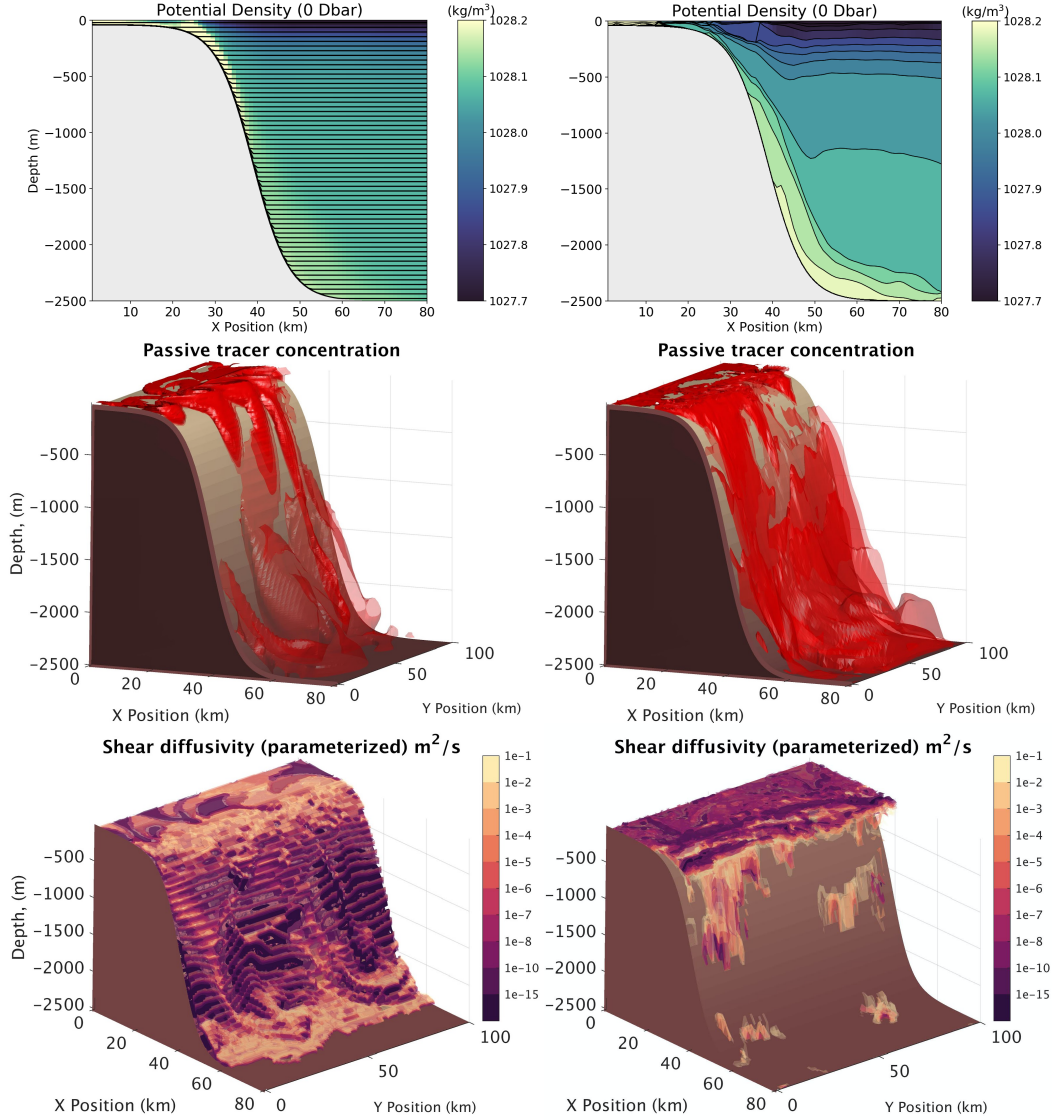 Potential Density (0 Dbar)
(kg/m³)
0
−500
−1000
−1500
−2000
−2500
Depth (m)
10
20
30
40
50
60
70
80
X Position (km)
1028.2
1028.1
1028.0
1027.9
1027.8
1027.7
Potential Density (0 Dbar)
(kg/m³)
0
−500
−1000
−1500
−2000
−2500
10
20
30
40
50
60
70
80
X Position (km)
1028.2
1028.1
1028.0
1027.9
1027.8
1027.7
Passive tracer concentration
−500
−1000
−1500
−2000
−2500
Depth, (m)
0
20
40
60
80
X Position (km)
0
50
100
Y Position (km)
Passive tracer concentration
−500
−1000
−1500
−2000
−2500
0
20
40
60
80
X Position (km)
0
50
100
Y Position (km)
Shear diffusivity (parameterized) m²/s
−500
−1000
−1500
−2000
−2500
Depth, (m)
0
20
40
60
80
X Position (km)
0
50
100
Y Position (km)
1e-1
1e-2
1e-3
1e-4
1e-5
1e-6
1e-7
1e-8
1e-10
1e-15
Shear diffusivity (parameterized) m²/s
−500
−1000
−1500
−2000
−2500
0
20
40
60
80
X Position (km)
0
50
100
Y Position (km)
1e-1
1e-2
1e-3
1e-4
1e-5
1e-6
1e-7
1e-8
1e-10
1e-15